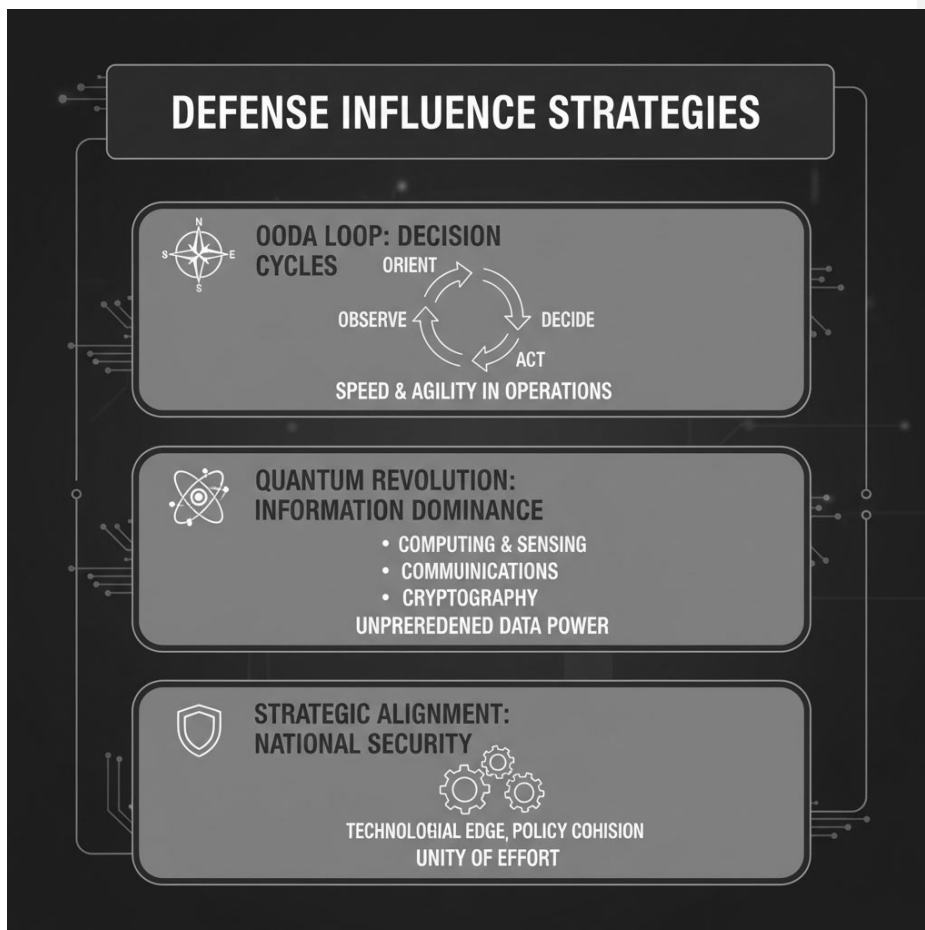 DEFENSE INFLUENCE STRATEGIES
N
S
E
S
OODA LOOP: DECISION
CYCLES
ORIENT
OBSERVE
DECIDE
ACT
SPEED & AGILITY IN OPERATIONS
QUANTUM REVOLUTION:
INFORMATION DOMINANCE
• COMPUTING & SENSING
• COMMUINICATIONS
• CRYPTOGRAPHY
UNPREREDENED DATA POWER
STRATEGIC ALIGNMENT:
NATIONAL SECURITY
EDGE, POLICY COHISION
UNITY OF EFFORT